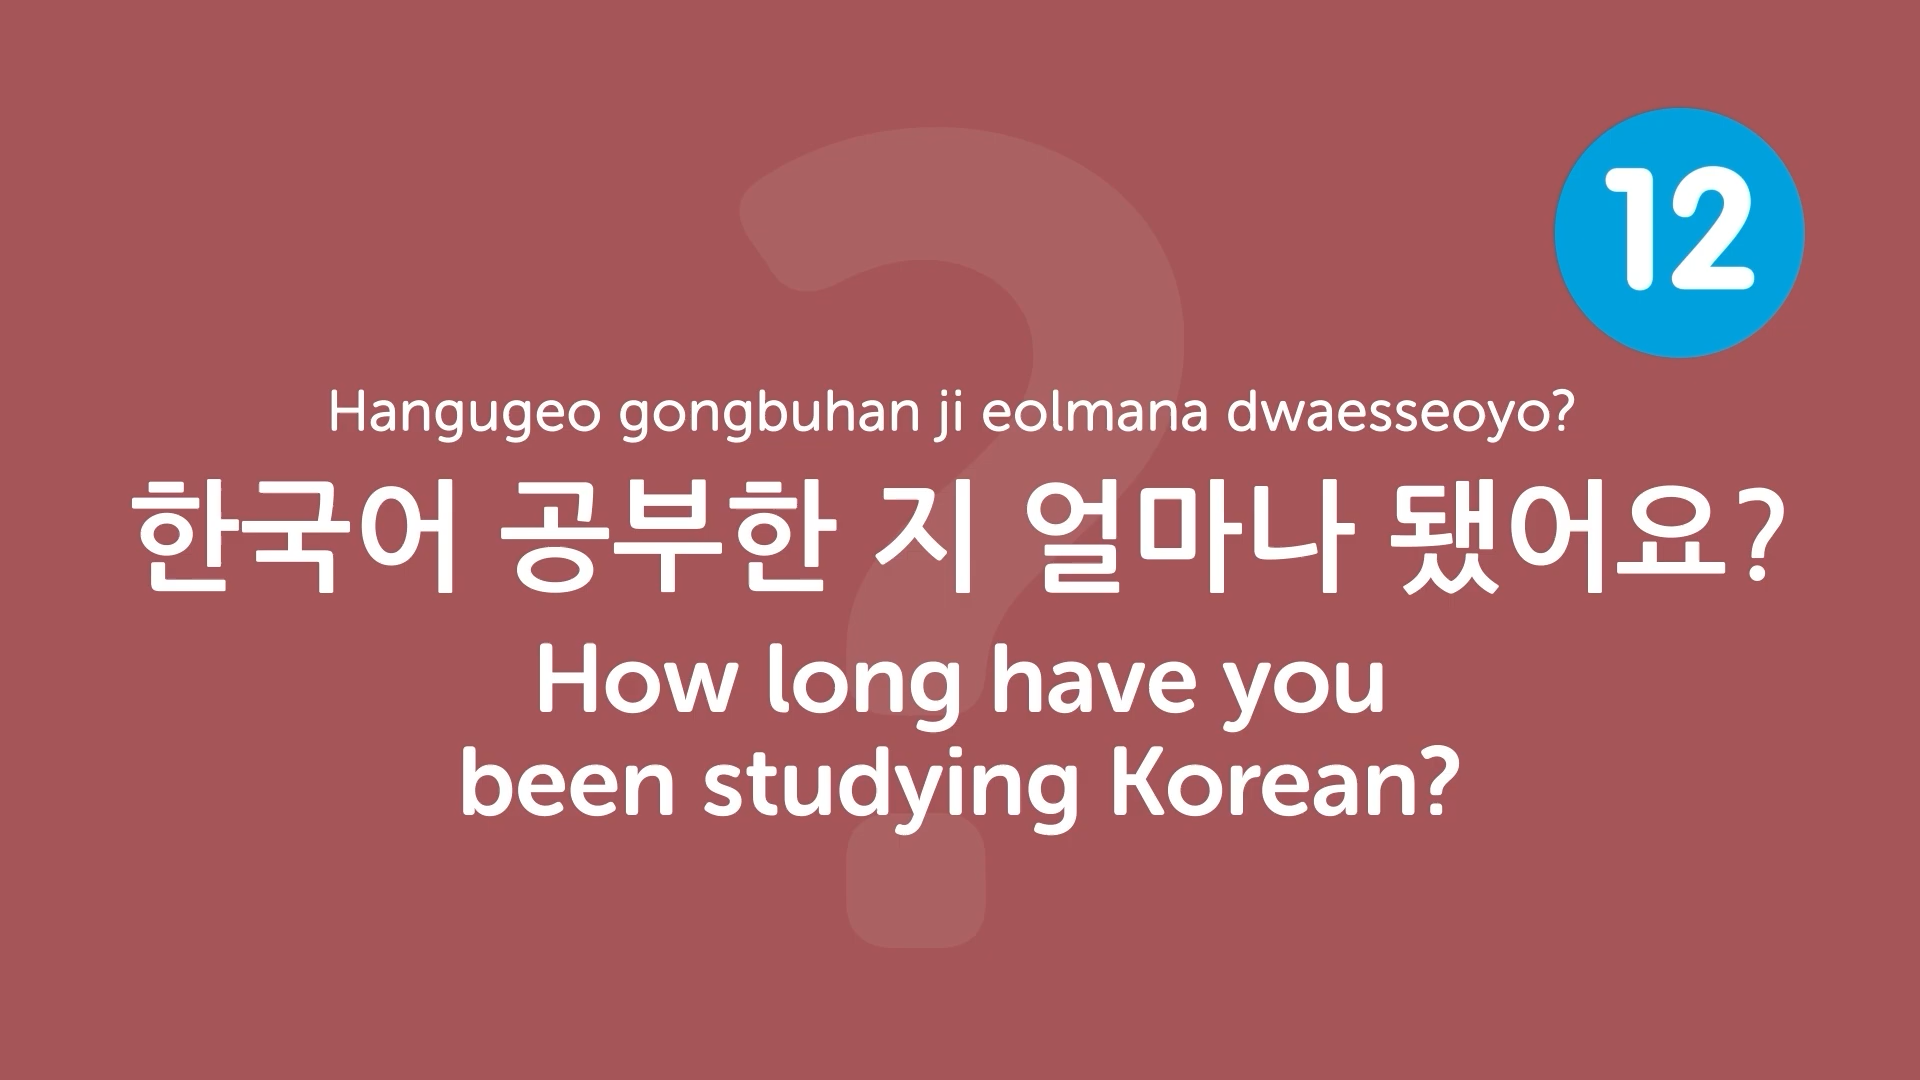 12
Hangugeo gongbuhan ji eolmana dwaesseoyo?
한국어 공부한 지 얼마나 됐어요?
How long have you
been studying Korean?